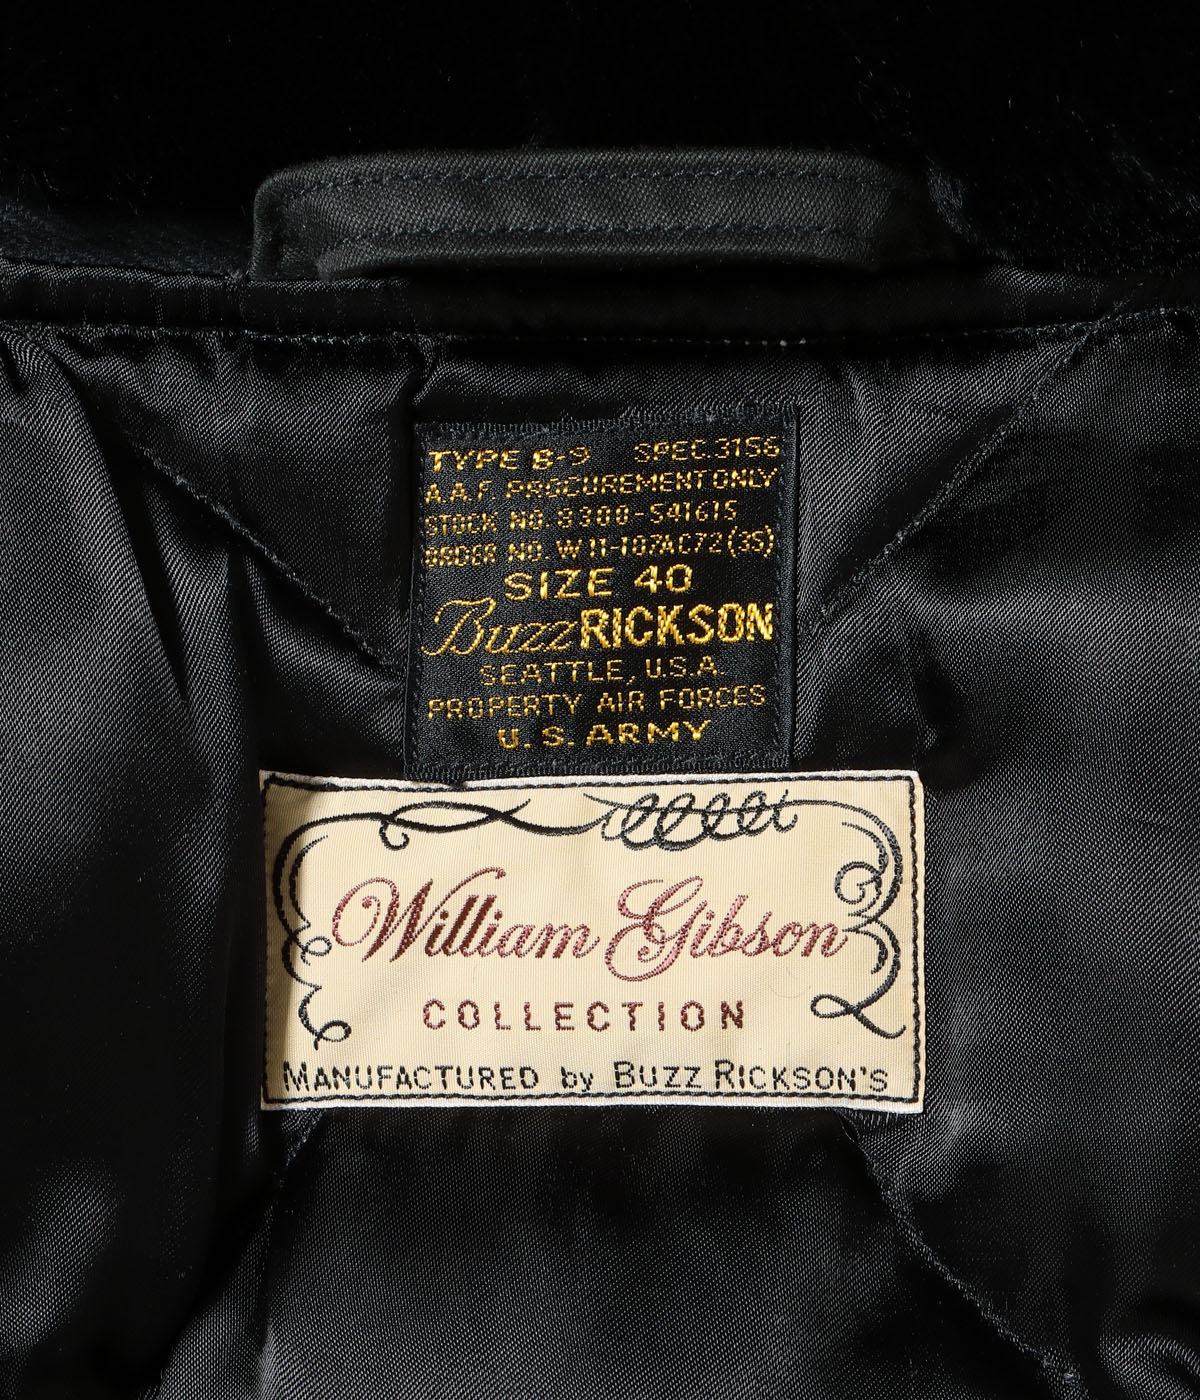 TYPE B-9 SPEC.3156
A.A.F. PROCUREMENT ONLY
STOCK NO. 8300-541615
ORDER NO. W11-107AC72(3S)
SIZE 40
Buzz RICKSON
SEATTLE, U.S.A.
PROPERTY AIR FORCES
U.S. ARMY
William Gibson
COLLECTION
MANUFACTURED by BUZZ RICKSON'S